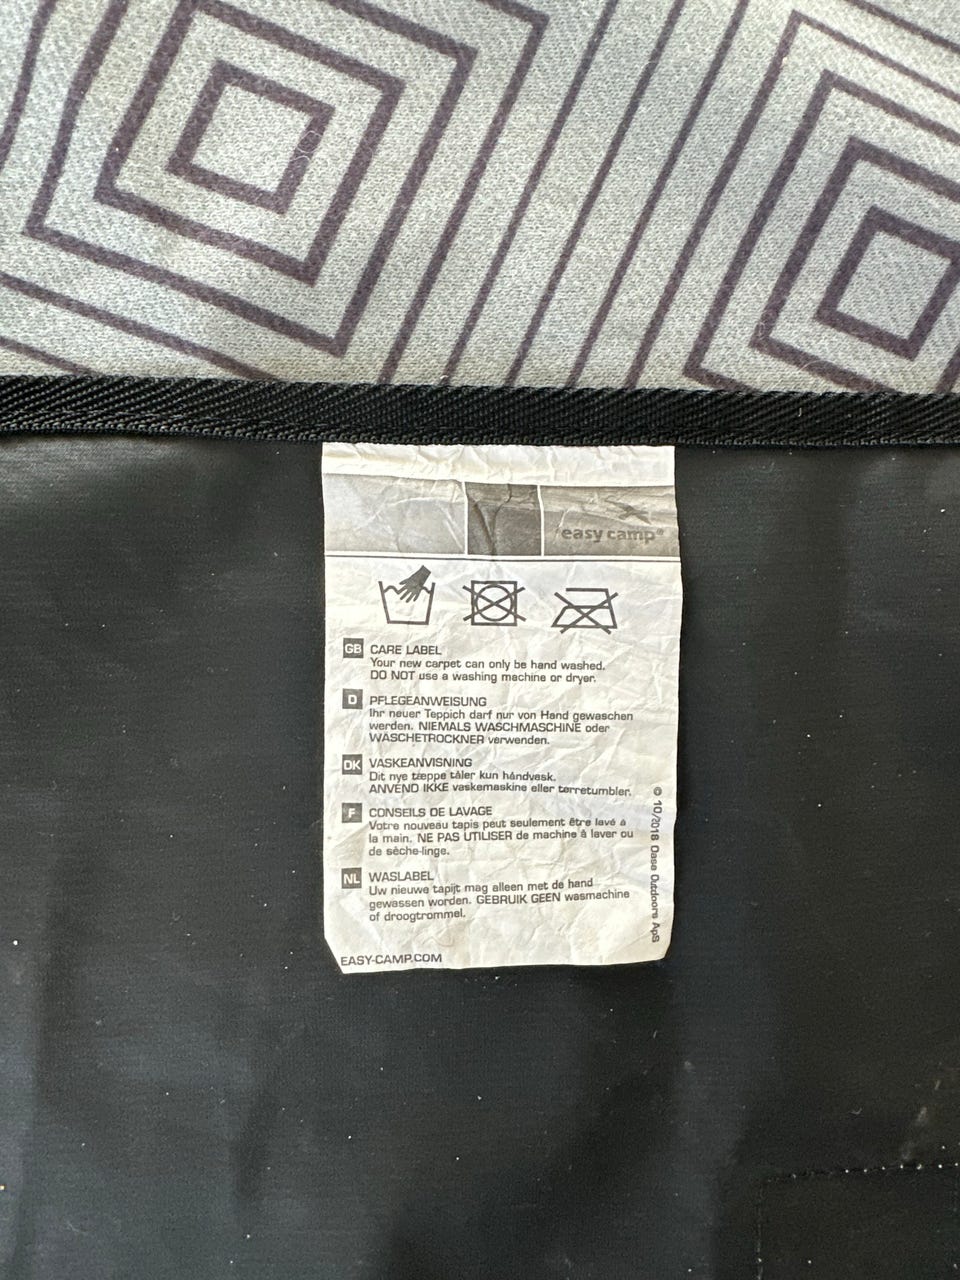 easy camp®
GB CARE LABEL
Your new carpet can only be hand washed.
DO NOT use a washing machine or dryer.
D PFLEGEANWEISUNG
Ihr neuer Teppich darf nur von Hand gewaschen
werden. NIEMALS WASCHMASCHINE oder
WÄSCHETROCKNER verwenden.
DK VASKEANVISNING
Dit nye tæppe tåler kun håndvask.
ANVEND IKKE vaskemaskine eller tørretumbler.
F CONSEILS DE LAVAGE
Votre nouveau tapis peut seulement être lavé à
la main. NE PAS UTILISER de machine à laver ou
de sèche-linge.
NL WASLABEL
Uw nieuwe tapijt mag alleen met de hand
gewassen worden. GEBRUIK GEEN wasmachine
of droogtrommel.
EASY-CAMP.COM
© 10/2018 Oase Outdoors ApS